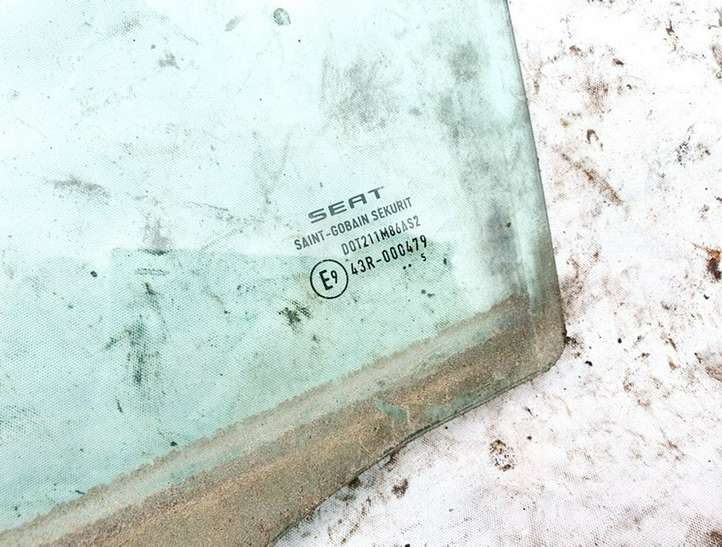 SEAT
SAINT-GOBAIN SEKURIT
DOT211M86AS2
E9 43R-000479
.. S